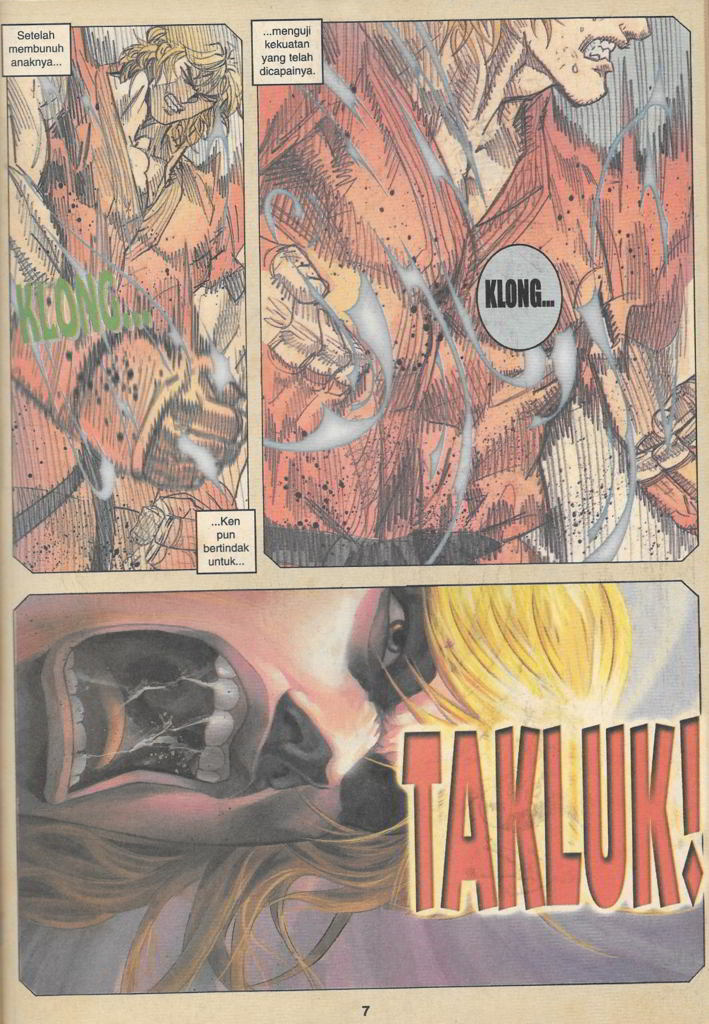 Setelah
membunuh
anaknya...
KLONG...
...Ken
pun
bertindak
untuk...
...menguji
kekuatan
yang telah
dicapainya.
KLONG...
TAKLUK!
7